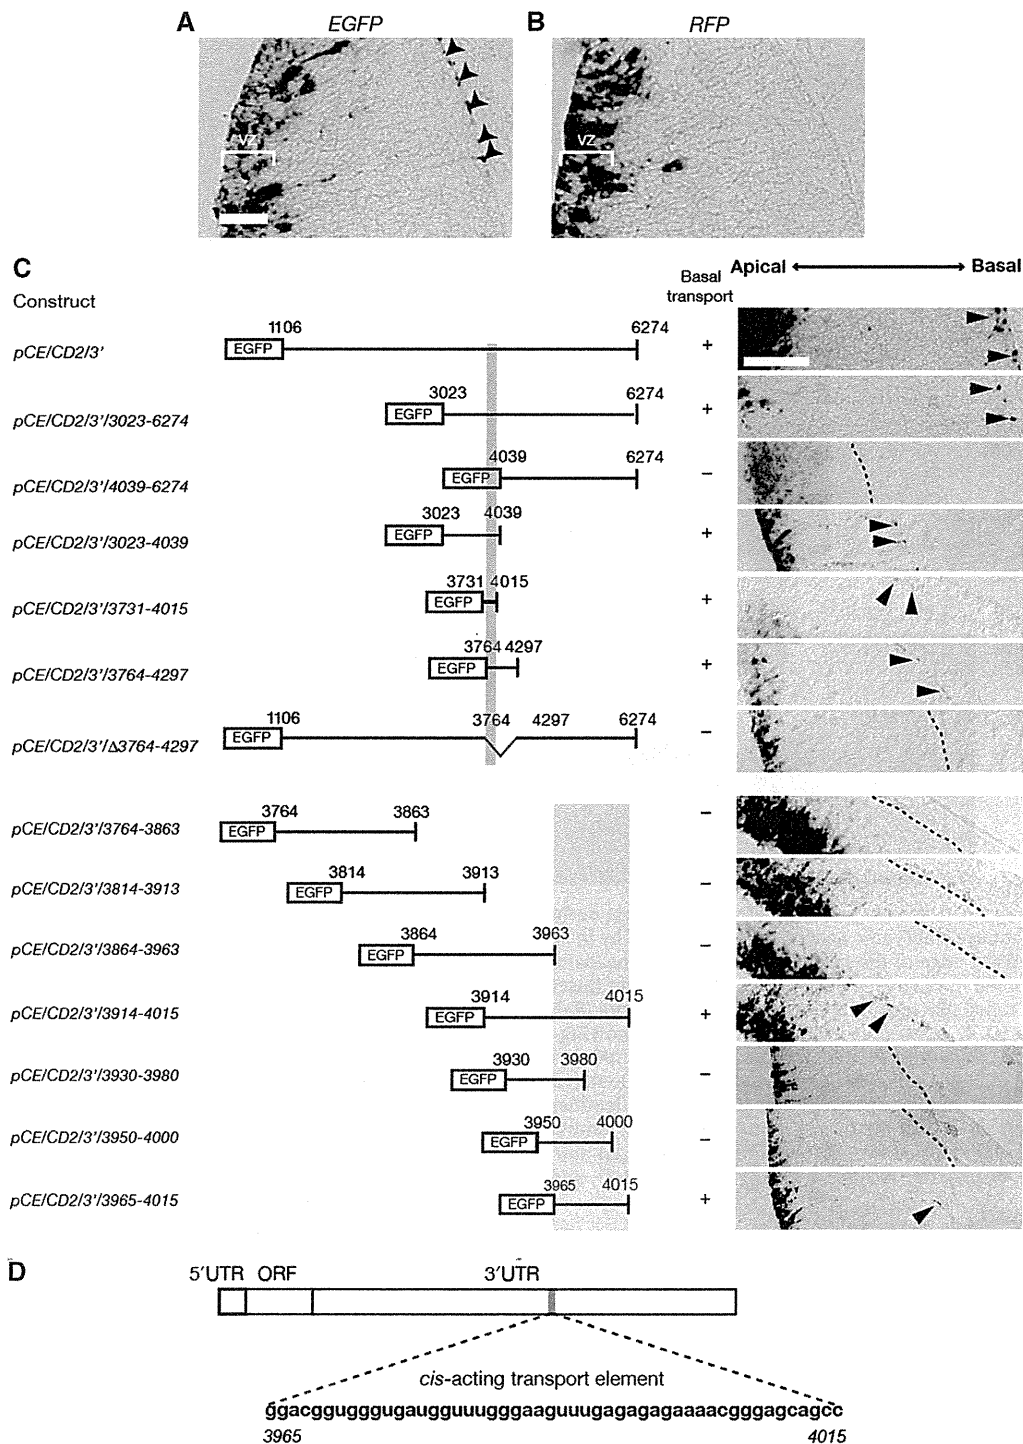 A EGFP B RFP
VZ VZ
C
Construct Basal transport Apical Basal
pCE/CD2/3' EGFP 1106 6274 +
pCE/CD2/3'/3023-6274 EGFP 3023 6274 +
pCE/CD2/3'/4039-6274 EGFP 4039 6274 –
pCE/CD2/3'/3023-4039 EGFP 3023 4039 +
pCE/CD2/3'/3731-4015 EGFP 3731 4015 +
pCE/CD2/3'/3764-4297 EGFP 3764 4297 +
pCE/CD2/3'/Δ3764-4297 EGFP 1106 3764 4297 6274 –
pCE/CD2/3'/3764-3863 EGFP 3764 3863 –
pCE/CD2/3'/3814-3913 EGFP 3814 3913 –
pCE/CD2/3'/3864-3963 EGFP 3864 3963 –
pCE/CD2/3'/3914-4015 EGFP 3914 4015 +
pCE/CD2/3'/3930-3980 EGFP 3930 3980 –
pCE/CD2/3'/3950-4000 EGFP 3950 4000 –
pCE/CD2/3'/3965-4015 EGFP 3965 4015 +
D
5'UTR ORF 3'UTR
cis-acting transport element
ggacggugggugaugguuugggaaguuugagagagaaaacgggagcagcc
3965 4015